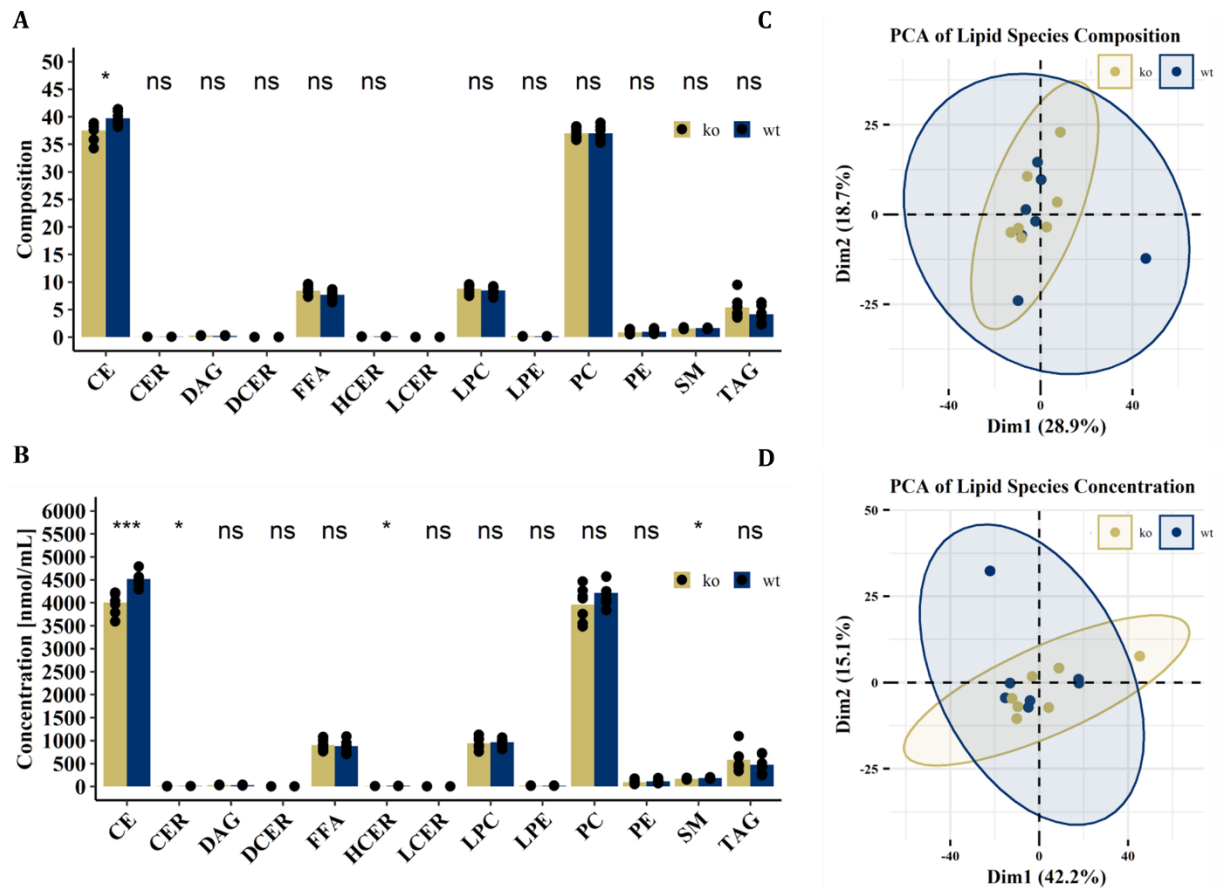 A
50
45
40
35
30
25
20
15
10
5
0
Composition
* ns ns ns ns ns ns ns ns ns ns ns
ko wt
CE CER DAG DCER FFA HCER LCER LPC LPE PC PE SM TAG
B
6000
5500
5000
4500
4000
3500
3000
2500
2000
1500
1000
500
0
Concentration [nmol/mL]
*** * ns ns ns * ns ns ns ns ns * ns
ko wt
CE CER DAG DCER FFA HCER LCER LPC LPE PC PE SM TAG
C
PCA of Lipid Species Composition
ko wt
25
0
-25
Dim2 (18.7%)
-40 0 40
Dim1 (28.9%)
D
PCA of Lipid Species Concentration
ko wt
50
25
0
-25
Dim2 (15.1%)
-40 0 40
Dim1 (42.2%)